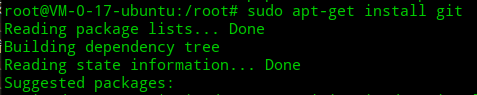 root@VM-0-17-ubuntu:/root# sudo apt-get install git
Reading package lists... Done
Building dependency tree
Reading state information... Done
Suggested packages: